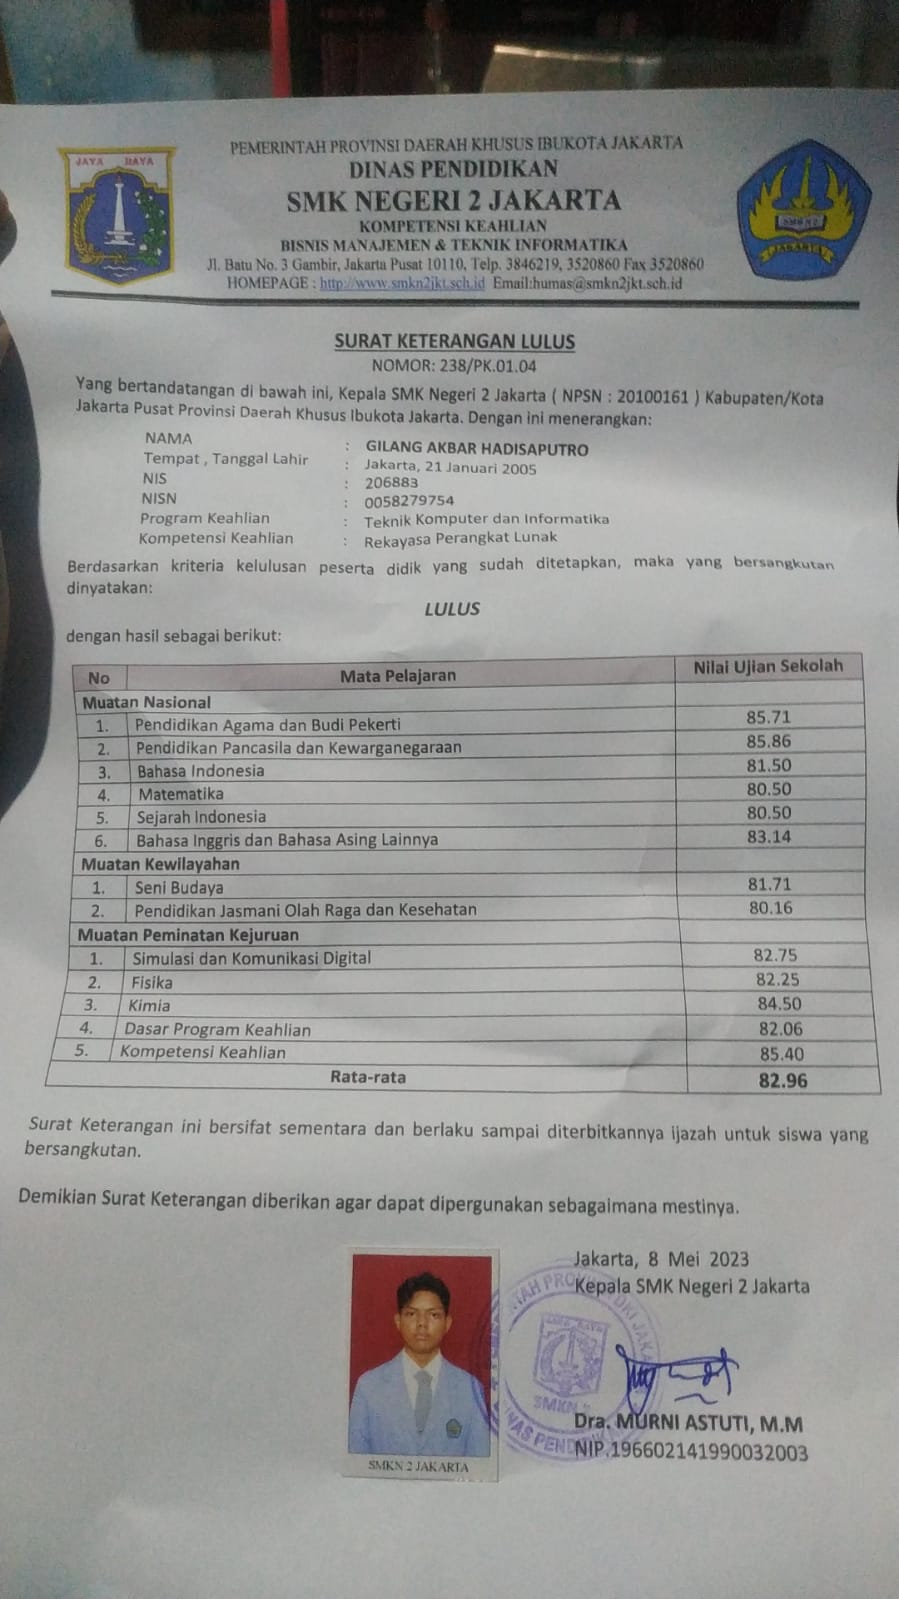 JAYA RAYA
PEMERINTAH PROVINSI DAERAH KHUSUS IBUKOTA JAKARTA
DINAS PENDIDIKAN
SMK NEGERI 2 JAKARTA
KOMPETENSI KEAHLIAN
BISNIS MANAJEMEN & TEKNIK INFORMATIKA
Jl. Batu No. 3 Gambir, Jakarta Pusat 10110, Telp. 3846219, 3520860 Fax 3520860
HOMEPAGE : http://www.smkn2jkt.sch.id Email:humas@smkn2jkt.sch.id
SMKN 2
JAKARTA
SURAT KETERANGAN LULUS
NOMOR: 238/PK.01.04
Yang bertandatangan di bawah ini, Kepala SMK Negeri 2 Jakarta ( NPSN : 20100161 ) Kabupaten/Kota
Jakarta Pusat Provinsi Daerah Khusus Ibukota Jakarta. Dengan ini menerangkan:
NAMA : GILANG AKBAR HADISAPUTRO
Tempat , Tanggal Lahir : Jakarta, 21 Januari 2005
NIS : 206883
NISN : 0058279754
Program Keahlian : Teknik Komputer dan Informatika
Kompetensi Keahlian : Rekayasa Perangkat Lunak
Berdasarkan kriteria kelulusan peserta didik yang sudah ditetapkan, maka yang bersangkutan
dinyatakan:
LULUS
dengan hasil sebagai berikut:
No Mata Pelajaran Nilai Ujian Sekolah
Muatan Nasional
1. Pendidikan Agama dan Budi Pekerti 85.71
2. Pendidikan Pancasila dan Kewarganegaraan 85.86
3. Bahasa Indonesia 81.50
4. Matematika 80.50
5. Sejarah Indonesia 80.50
6. Bahasa Inggris dan Bahasa Asing Lainnya 83.14
Muatan Kewilayahan
1. Seni Budaya 81.71
2. Pendidikan Jasmani Olah Raga dan Kesehatan 80.16
Muatan Peminatan Kejuruan
1. Simulasi dan Komunikasi Digital 82.75
2. Fisika 82.25
3. Kimia 84.50
4. Dasar Program Keahlian 82.06
5. Kompetensi Keahlian 85.40
Rata-rata 82.96
Surat Keterangan ini bersifat sementara dan berlaku sampai diterbitkannya ijazah untuk siswa yang
bersangkutan.
Demikian Surat Keterangan diberikan agar dapat dipergunakan sebagaimana mestinya.
Jakarta, 8 Mei 2023
Kepala SMK Negeri 2 Jakarta
Dra. MURNI ASTUTI, M.M
NIP.196602141990032003
SMKN 2 JAKARTA